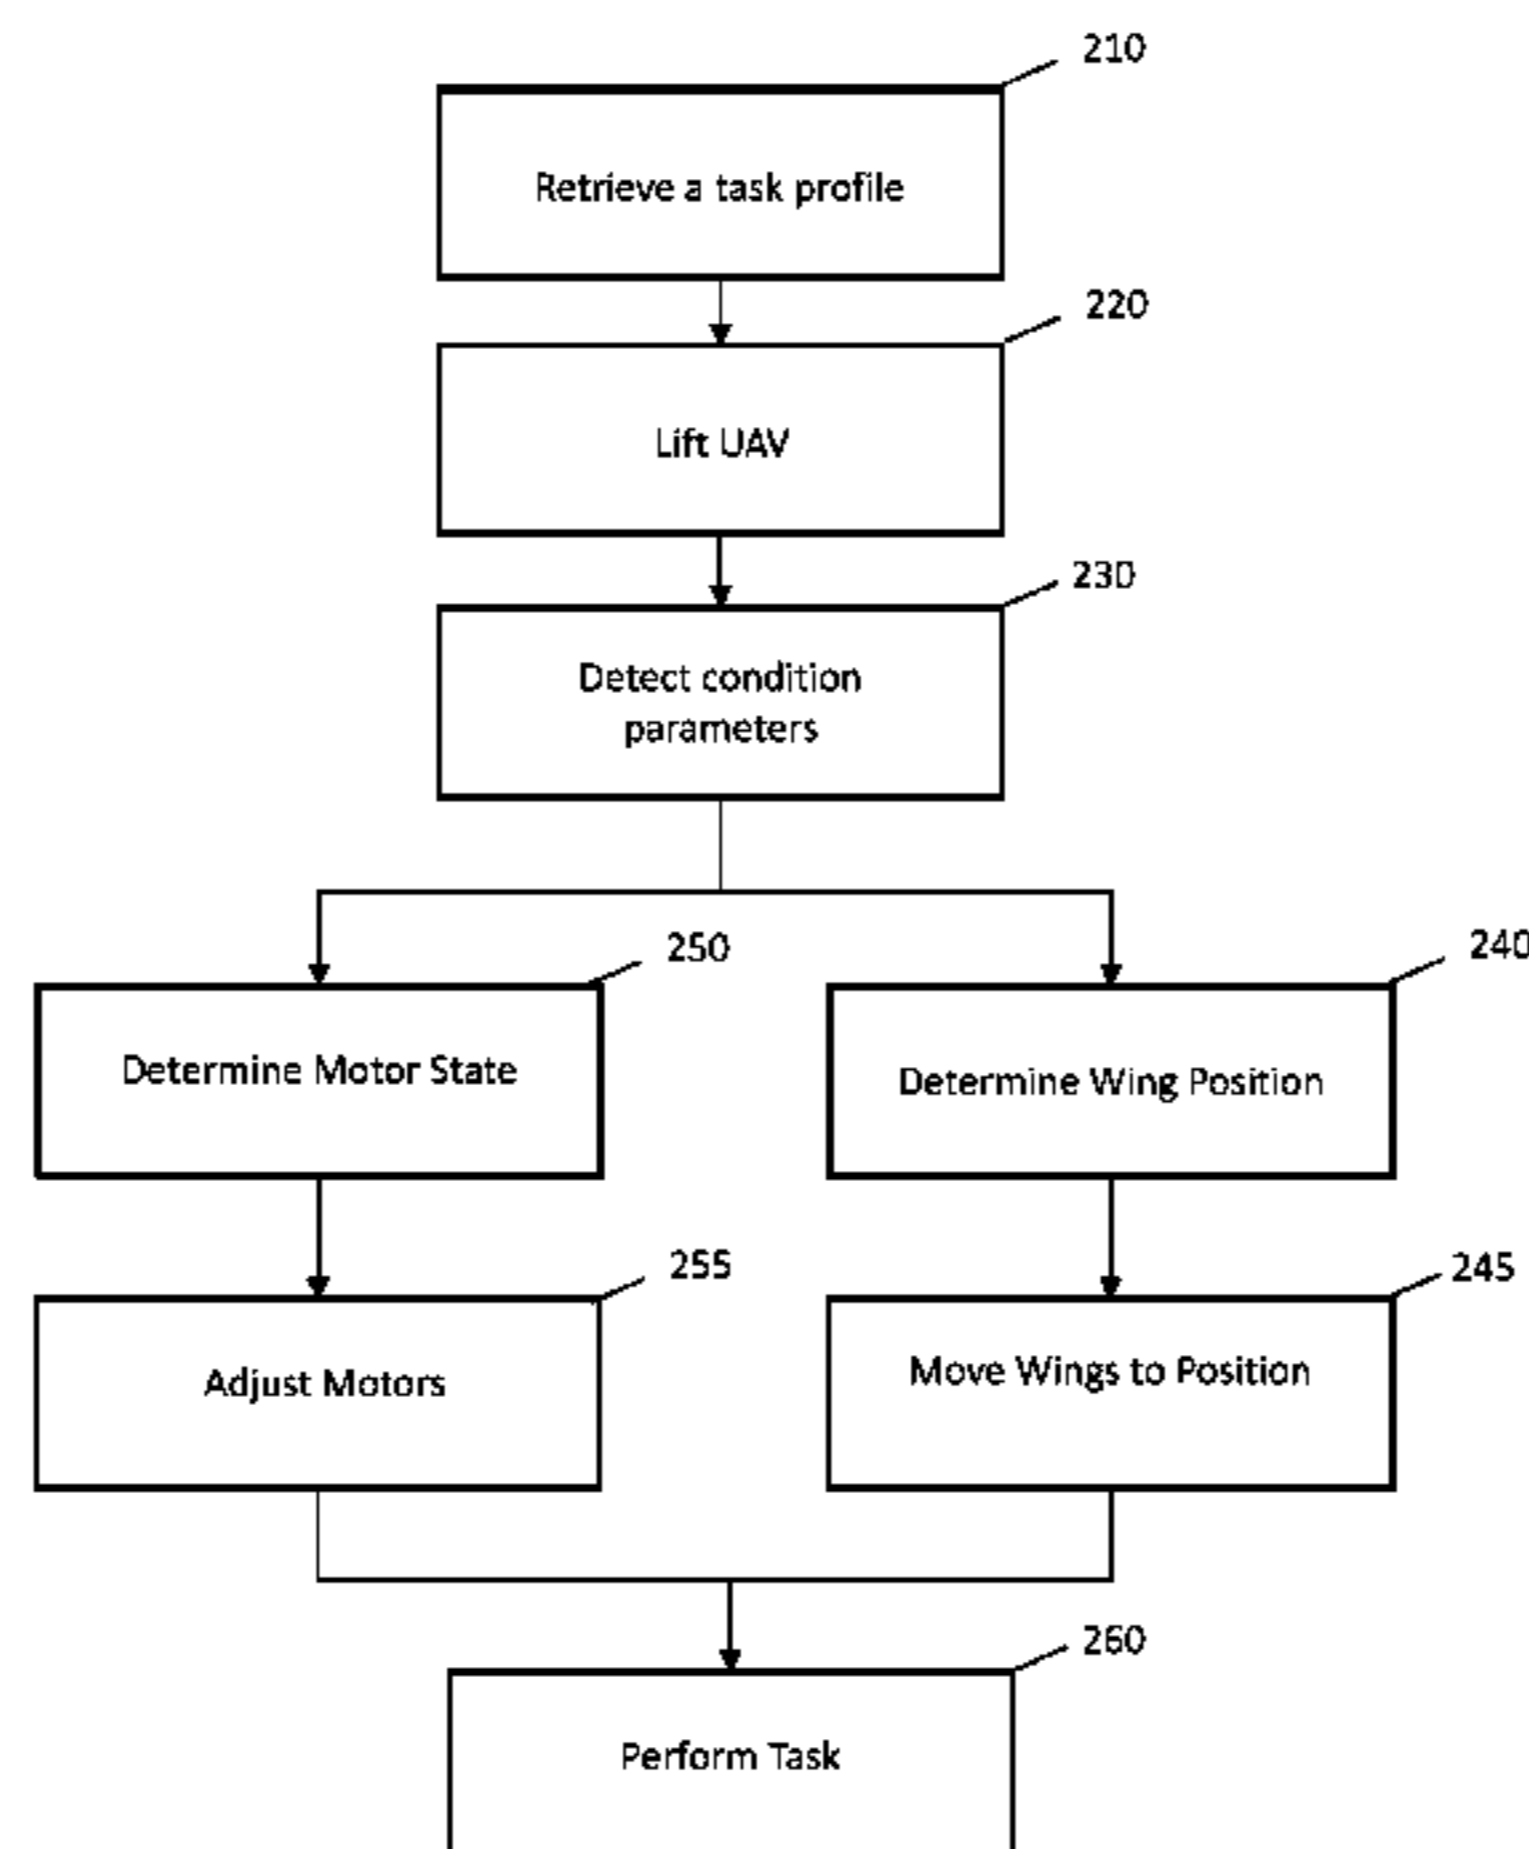 210
Retrieve a task profile
220
Lift UAV
230
Detect condition
parameters
250
240
Determine Motor State
Determine Wing Position
255
245
Adjust Motors
Move Wings to Position
260
Perform Task